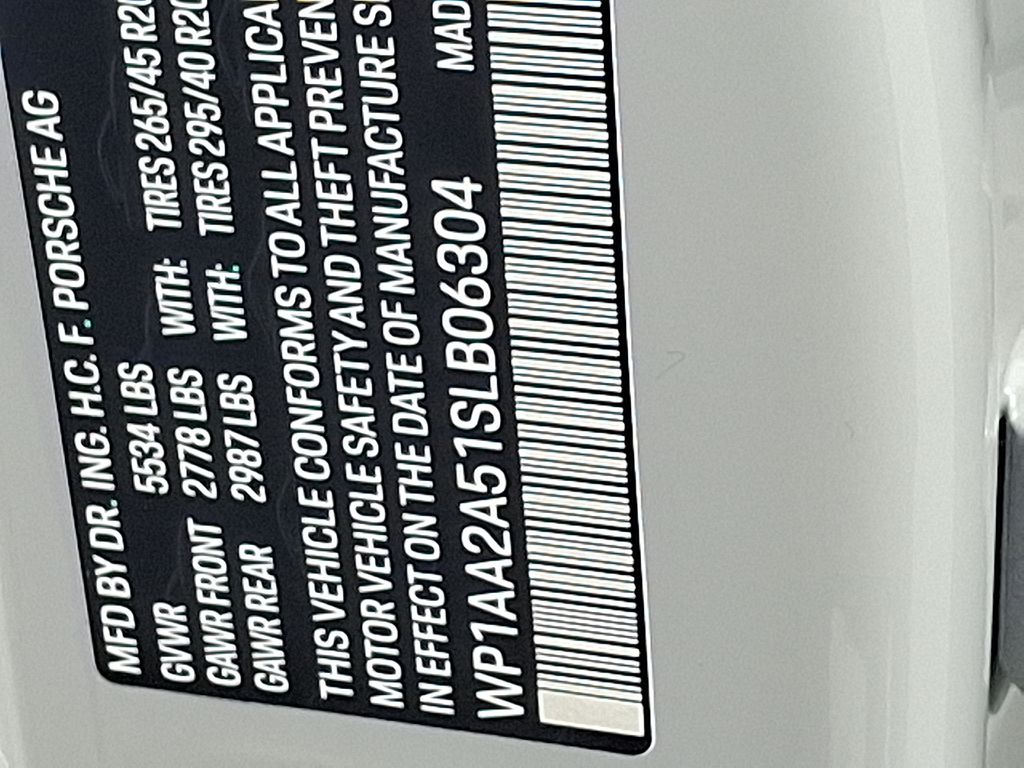 MFD BY DR. ING. H.C. F. PORSCHE AG
GVWR 5534 LBS
GAWR FRONT 2778 LBS WITH: TIRES 265/45 R20
GAWR REAR 2987 LBS WITH: TIRES 295/40 R20
THIS VEHICLE CONFORMS TO ALL APPLICA
MOTOR VEHICLE SAFETY AND THEFT PREVEN
IN EFFECT ON THE DATE OF MANUFACTURE
WP1AA2A51SLB06304 MAD